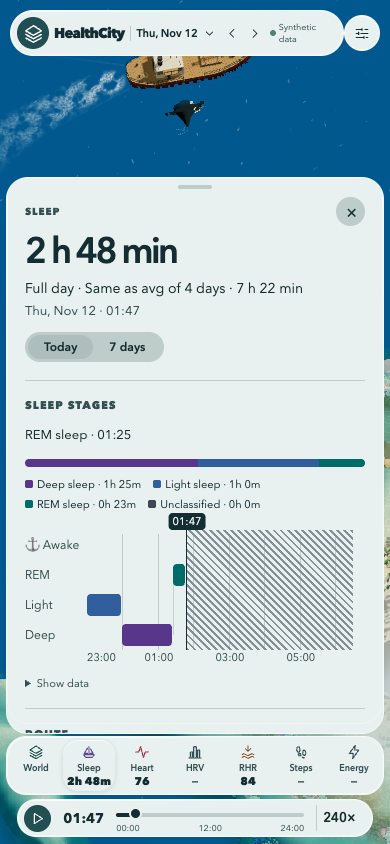 HealthCity
Thu, Nov 12
Synthetic
data
SLEEP
2 h 48 min
Full day · Same as avg of 4 days · 7 h 22 min
Thu, Nov 12 · 01:47
Today 7 days
SLEEP STAGES
REM sleep · 01:25
Deep sleep · 1h 25m Light sleep · 1h 0m
REM sleep · 0h 23m Unclassified · 0h 0m
01:47
Awake
REM
Light
Deep
23:00 01:00 03:00 05:00
Show data
ROUTE
World Sleep Heart HRV RHR Steps Energy
2h 48m 76 – 84 – –
01:47
00:00 12:00 24:00
240×